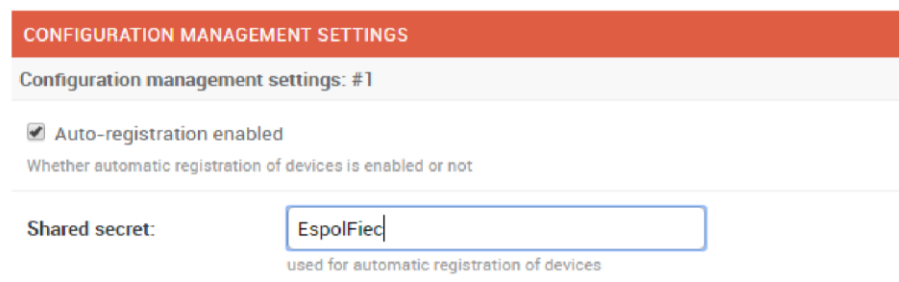 CONFIGURATION MANAGEMENT SETTINGS
Configuration management settings: #1
Auto-registration enabled
Whether automatic registration of devices is enabled or not
Shared secret: EspolFiec
used for automatic registration of devices